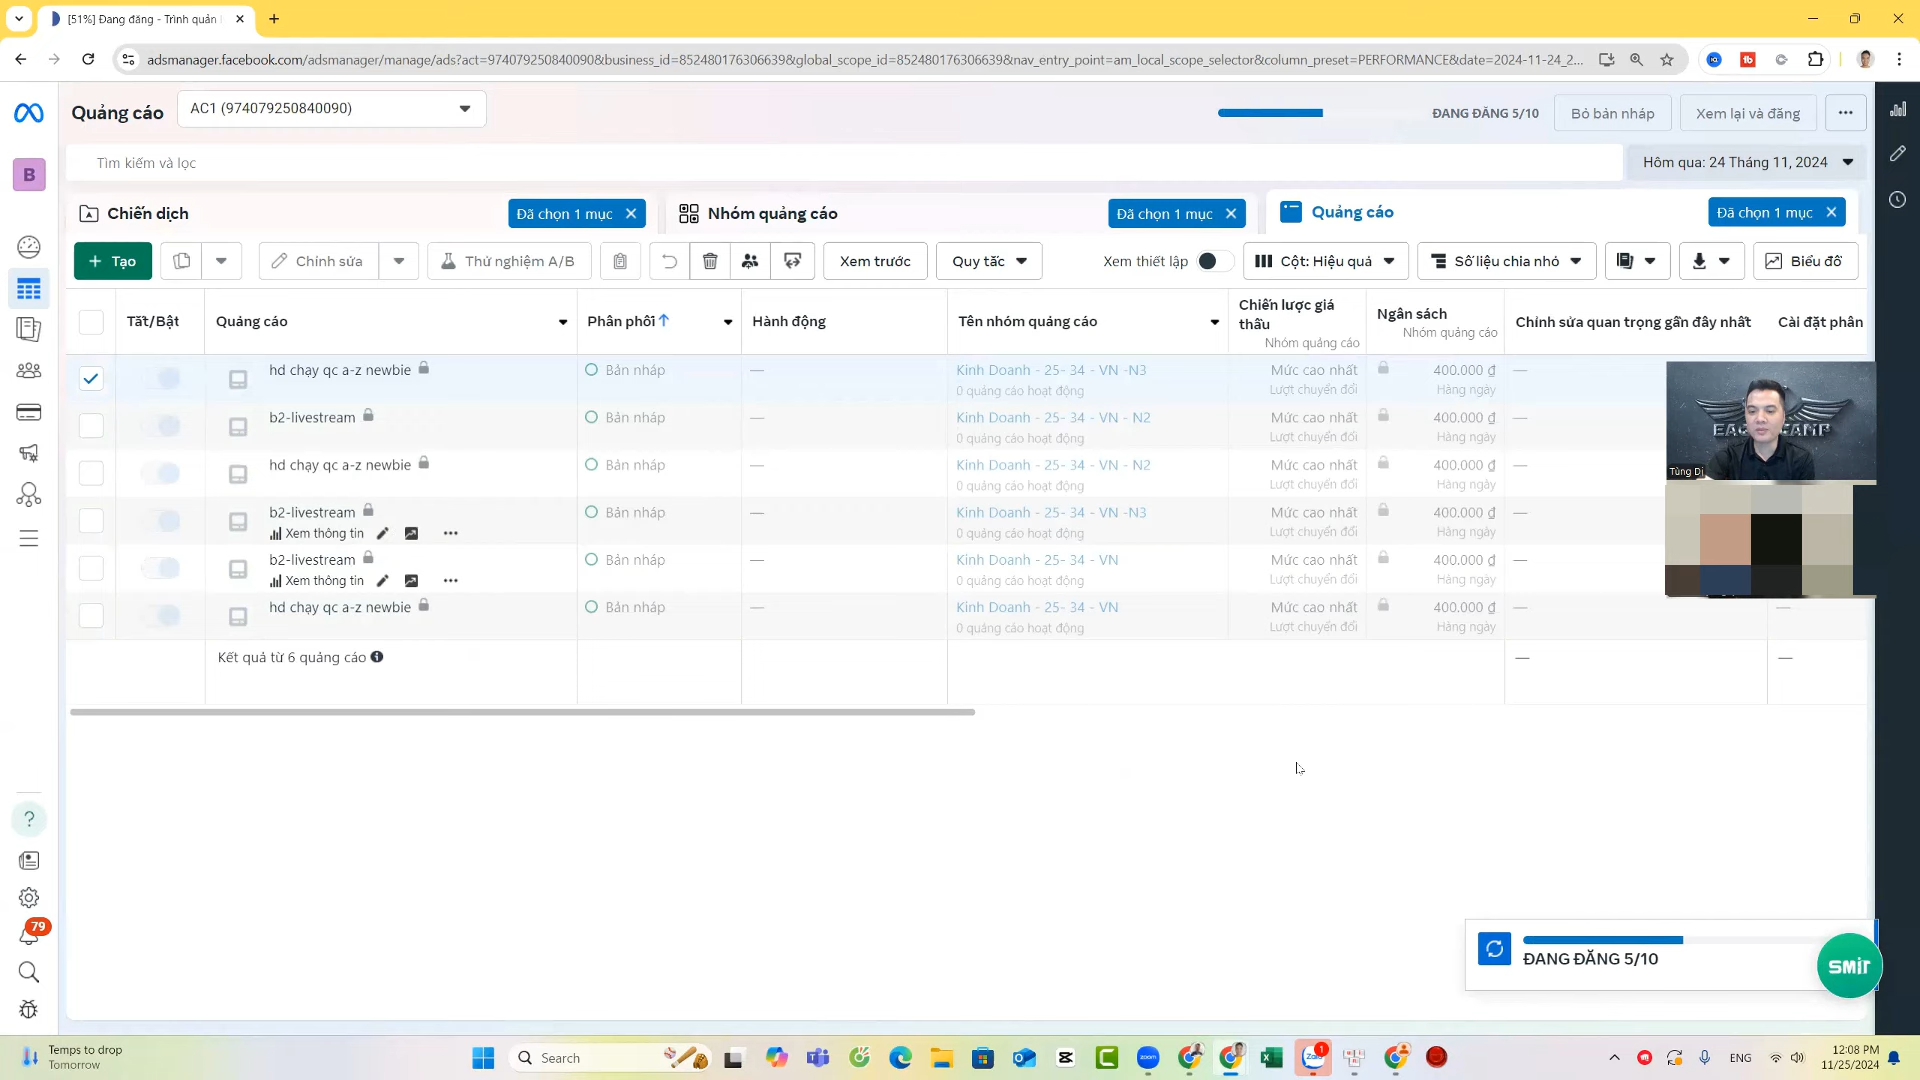 [51%] Đang đăng - Trình quản
adsmanager.facebook.com/adsmanager/manage/ads?act=974079250840090&business_id=852480176306639&global_scope_id=852480176306639&nav_entry_point=am_local_scope_selector&column_preset=PERFORMANCE&date=2024-11-24_2...
Quảng cáo
AC1 (974079250840090)
ĐANG ĐĂNG 5/10
Bỏ bản nháp
Xem lại và đăng
B
Tìm kiếm và lọc
Hôm qua: 24 Tháng 11, 2024
Chiến dịch
Đã chọn 1 mục
Nhóm quảng cáo
Đã chọn 1 mục
Quảng cáo
Đã chọn 1 mục
+ Tạo
Chỉnh sửa
Thử nghiệm A/B
Xem trước
Quy tắc
Xem thiết lập
Cột: Hiệu quả
Số liệu chia nhỏ
Biểu đồ
Tắt/Bật
Quảng cáo
Phân phối
Hành động
Tên nhóm quảng cáo
Chiến lược giá thầu
Nhóm quảng cáo
Ngân sách
Nhóm quảng cáo
Chỉnh sửa quan trọng gần đây nhất
Cài đặt phân
hd chạy qc a-z newbie
Bản nháp
—
Kinh Doanh - 25- 34 - VN -N3
0 quảng cáo hoạt động
Mức cao nhất
Lượt chuyển đổi
400.000 ₫
Hàng ngày
—
b2-livestream
Bản nháp
—
Kinh Doanh - 25- 34 - VN - N2
0 quảng cáo hoạt động
Mức cao nhất
Lượt chuyển đổi
400.000 ₫
Hàng ngày
—
hd chạy qc a-z newbie
Bản nháp
—
Kinh Doanh - 25- 34 - VN - N2
0 quảng cáo hoạt động
Mức cao nhất
Lượt chuyển đổi
400.000 ₫
Hàng ngày
—
b2-livestream
Xem thông tin
Bản nháp
—
Kinh Doanh - 25- 34 - VN -N3
0 quảng cáo hoạt động
Mức cao nhất
Lượt chuyển đổi
400.000 ₫
Hàng ngày
—
b2-livestream
Xem thông tin
Bản nháp
—
Kinh Doanh - 25- 34 - VN
0 quảng cáo hoạt động
Mức cao nhất
Lượt chuyển đổi
400.000 ₫
Hàng ngày
—
hd chạy qc a-z newbie
Bản nháp
—
Kinh Doanh - 25- 34 - VN
0 quảng cáo hoạt động
Mức cao nhất
Lượt chuyển đổi
400.000 ₫
Hàng ngày
—
—
Kết quả từ 6 quảng cáo
—
—
Tùng Dị
79
ĐANG ĐĂNG 5/10
SMIT
Temps to drop
Tomorrow
Search
zoom
Zalo
1
ENG
12:08 PM
11/25/2024